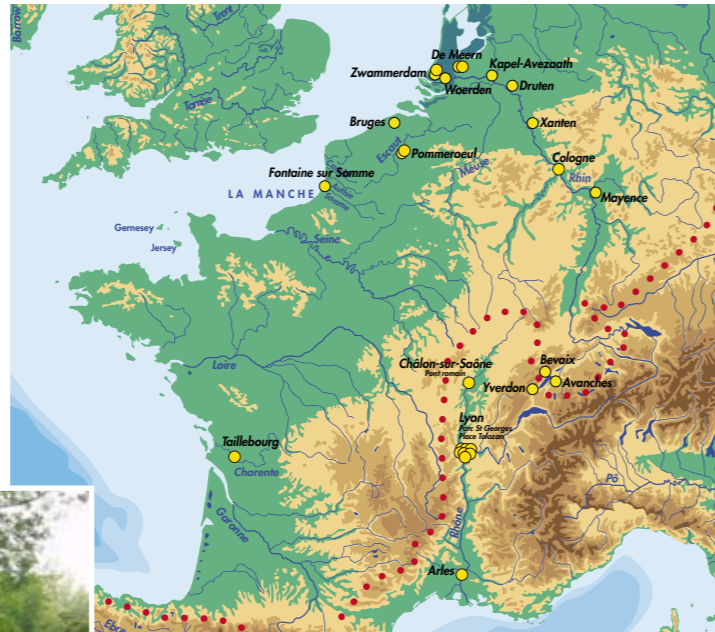 Barrow
Trent
Tamise
De Meern
Kapel-Avezaath
Zwammerdam
Woerden
Druten
Bruges
Xanten
Escaut
Pommeroeul
Meuse
Cologne
Rhin
Fontaine sur Somme
Canche
Authie
Somme
LA MANCHE
Mayence
Gernesey
Jersey
Seine
Loire
Châlon-sur-Saône
Pont romain
Bevaix
Yverdon
Avanches
Lyon
Parc St Georges
Place Tolozan
Taillebourg
Charente
Pô
Garonne
Rhône
Arles
Ebre